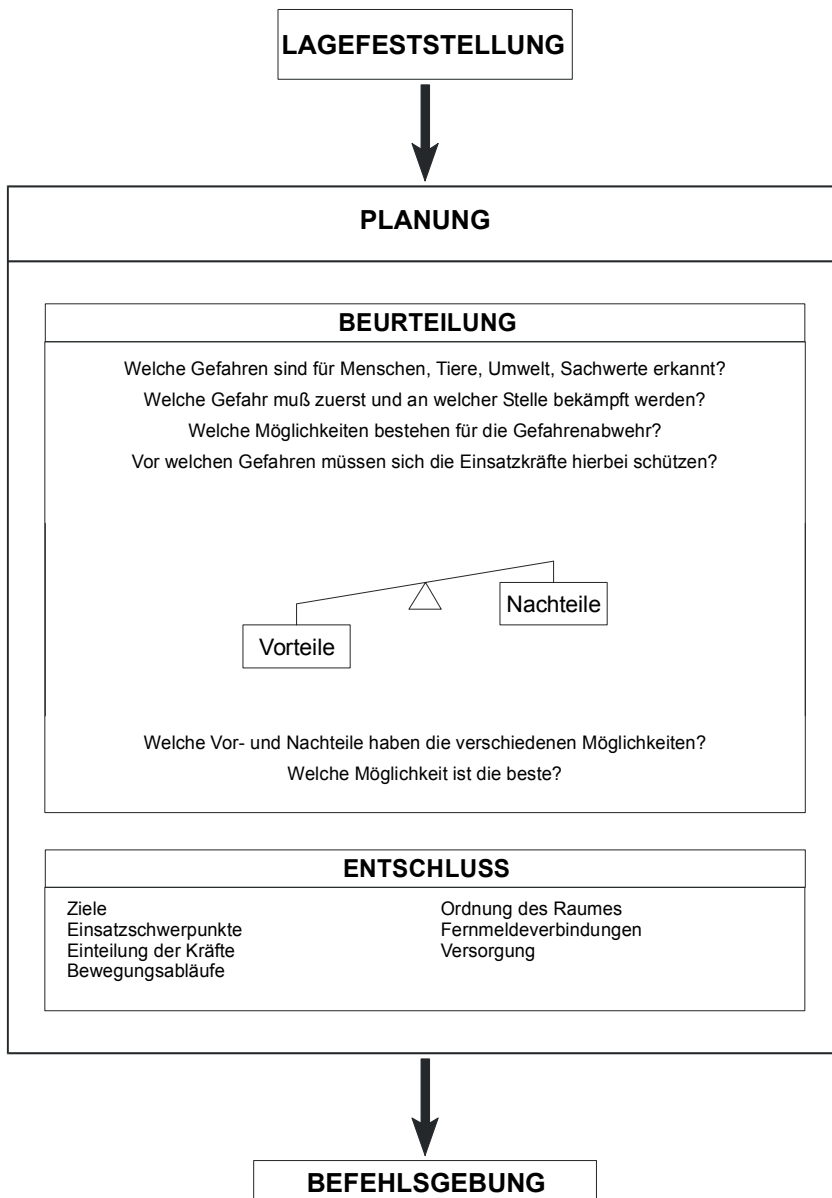 LAGEFESTSTELLUNG
PLANUNG
BEURTEILUNG
Welche Gefahren sind für Menschen, Tiere, Umwelt, Sachwerte erkannt?
Welche Gefahr muß zuerst und an welcher Stelle bekämpft werden?
Welche Möglichkeiten bestehen für die Gefahrenabwehr?
Vor welchen Gefahren müssen sich die Einsatzkräfte hierbei schützen?
Nachteile
Vorteile
Welche Vor- und Nachteile haben die verschiedenen Möglichkeiten?
Welche Möglichkeit ist die beste?
ENTSCHLUSS
Ziele
Einsatzschwerpunkte
Einteilung der Kräfte
Bewegungsabläufe
Ordnung des Raumes
Fernmeldeverbindungen
Versorgung
BEFEHLSGEBUNG